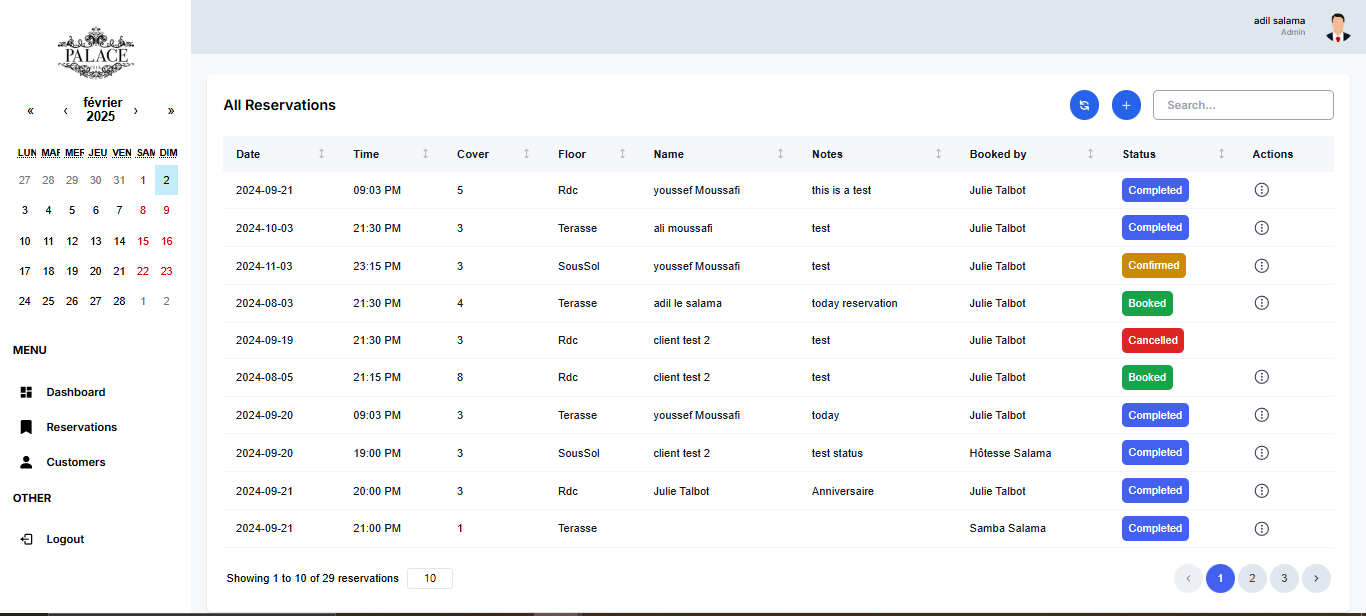 adil salama
Admin
PALACE
« ‹ février 2025 › »
LUN MAR MER JEU VEN SAM DIM
27 28 29 30 31 1 2
3 4 5 6 7 8 9
10 11 12 13 14 15 16
17 18 19 20 21 22 23
24 25 26 27 28 1 2
MENU
Dashboard
Reservations
Customers
OTHER
Logout
All Reservations
Search...
Date Time Cover Floor Name Notes Booked by Status Actions
2024-09-21 09:03 PM 5 Rdc youssef Moussafi this is a test Julie Talbot Completed
2024-10-03 21:30 PM 3 Terasse ali moussafi test Julie Talbot Completed
2024-11-03 23:15 PM 3 SousSol youssef Moussafi test Julie Talbot Confirmed
2024-08-03 21:30 PM 4 Terasse adil le salama today reservation Julie Talbot Booked
2024-09-19 21:30 PM 3 Rdc client test 2 test Julie Talbot Cancelled
2024-08-05 21:15 PM 8 Rdc client test 2 test Julie Talbot Booked
2024-09-20 09:03 PM 3 Terasse youssef Moussafi today Julie Talbot Completed
2024-09-20 19:00 PM 3 SousSol client test 2 test status Hôtesse Salama Completed
2024-09-21 20:00 PM 3 Rdc Julie Talbot Anniversaire Julie Talbot Completed
2024-09-21 21:00 PM 1 Terasse Samba Salama Completed
Showing 1 to 10 of 29 reservations 10
‹ 1 2 3 ›